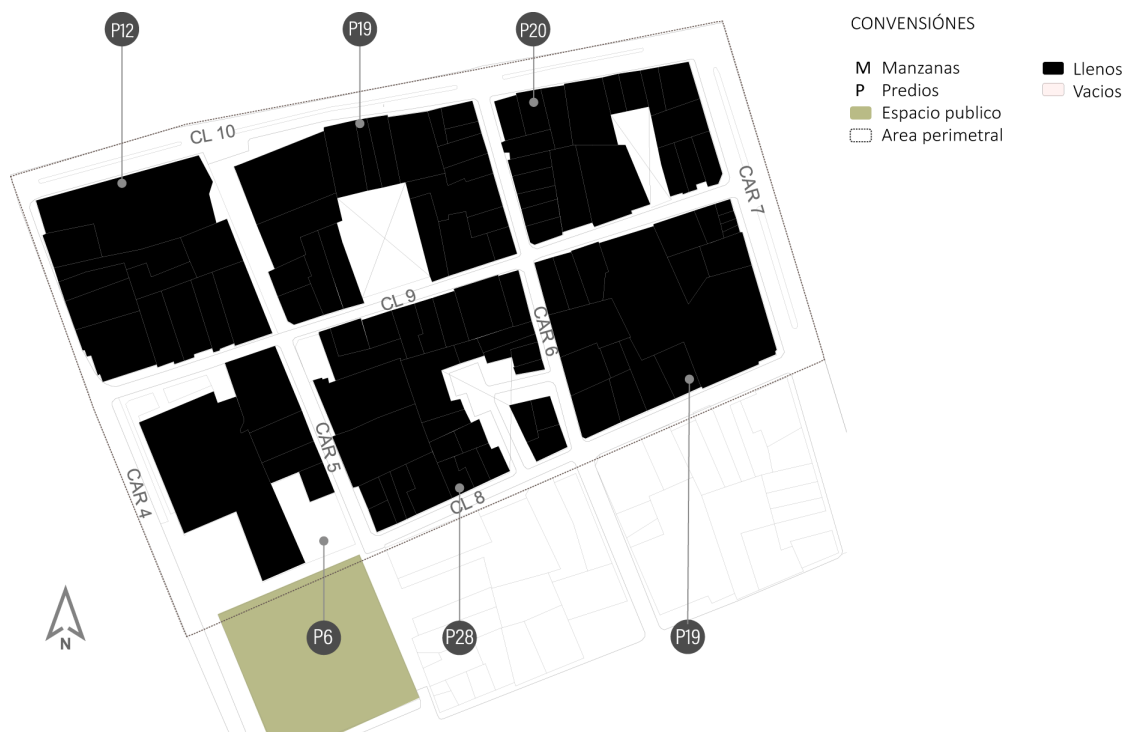 P12
P19
P20
CONVENSIÓNES
M Manzanas
P Predios
Espacio publico
Area perimetral
Llenos
Vacios
CL 10
CAR 7
CL 9
CAR 6
CAR 5
CAR 4
CL 8
N
P6
P28
P19